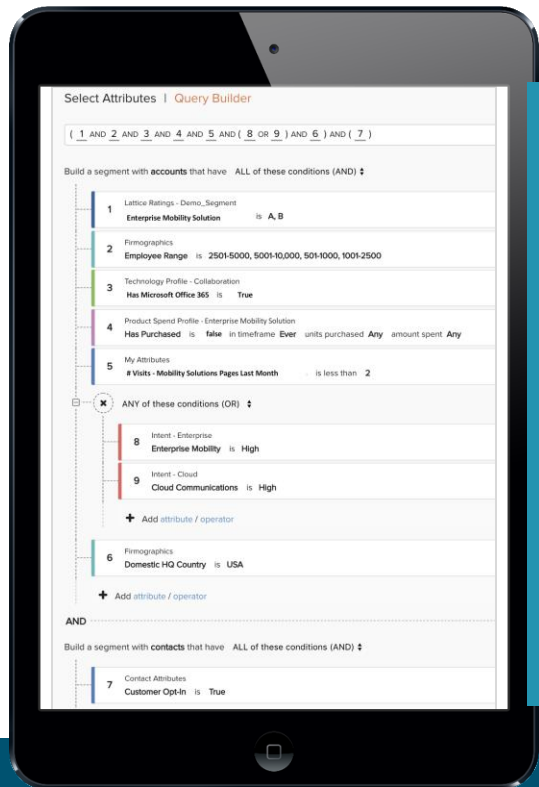 Select Attributes | Query Builder
( 1 AND 2 AND 3 AND 4 AND 5 AND ( 8 OR 9 ) AND 6 ) AND ( 7 )
Build a segment with accounts that have ALL of these conditions (AND)
1 Lattice Ratings - Demo_Segment
Enterprise Mobility Solution is A, B
2 Firmographics
Employee Range is 2501-5000, 5001-10,000, 501-1000, 1001-2500
3 Technology Profile - Collaboration
Has Microsoft Office 365 is True
4 Product Spend Profile - Enterprise Mobility Solution
Has Purchased is false in timeframe Ever units purchased Any amount spent Any
5 My Attributes
# Visits - Mobility Solutions Pages Last Month is less than 2
ANY of these conditions (OR)
8 Intent - Enterprise
Enterprise Mobility is High
9 Intent - Cloud
Cloud Communications is High
+ Add attribute / operator
6 Firmographics
Domestic HQ Country is USA
+ Add attribute / operator
AND
Build a segment with contacts that have ALL of these conditions (AND)
7 Contact Attributes
Customer Opt-In is True